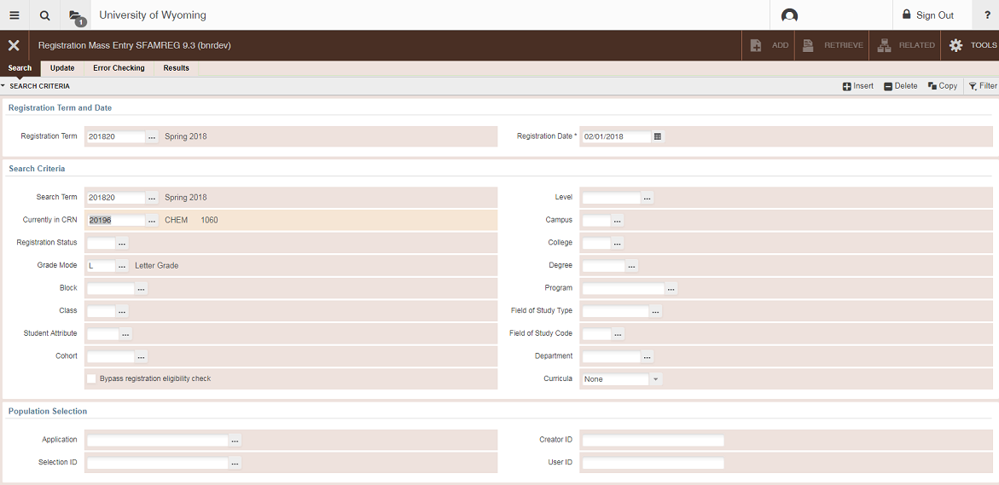 1 University of Wyoming Sign Out ?
Registration Mass Entry SFAMREG 9.3 (bnrdev) ADD RETRIEVE RELATED TOOLS
Search Update Error Checking Results
SEARCH CRITERIA Insert Delete Copy Filter
Registration Term and Date
Registration Term 201820 ... Spring 2018 Registration Date * 02/01/2018
Search Criteria
Search Term 201820 ... Spring 2018 Level ...
Currently in CRN 20196 ... CHEM 1060 Campus ...
Registration Status ... College ...
Grade Mode L ... Letter Grade Degree ...
Block ... Program ...
Class ... Field of Study Type ...
Student Attribute ... Field of Study Code ...
Cohort ... Department ...
Bypass registration eligibility check Curricula None
Population Selection
Application ... Creator ID
Selection ID ... User ID